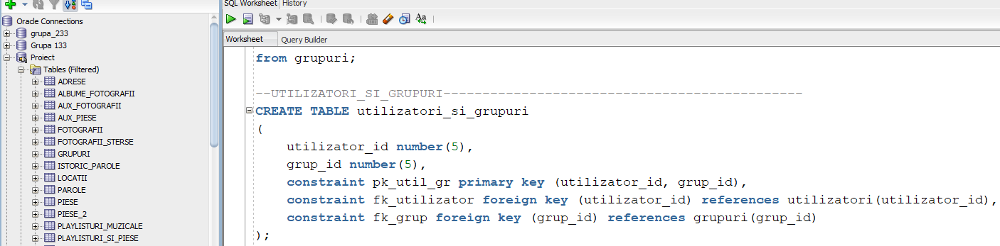 SQL Worksheet History
Oracle Connections
grupa_233
Grupa 133
Proiect
Tables (Filtered)
ADRESE
ALBUME_FOTOGRAFII
AUX_FOTOGRAFII
AUX_PIESE
FOTOGRAFII
FOTOGRAFII_STERSE
GRUPURI
ISTORIC_PAROLE
LOCATII
PAROLE
PIESE
PIESE_2
PLAYLISTURI_MUZICALE
PLAYLISTURI_SI_PIESE
Aa
Worksheet Query Builder
from grupuri;
--UTILIZATORI_SI_GRUPURI----------------------------------------------
CREATE TABLE utilizatori_si_grupuri
(
utilizator_id number(5),
grup_id number(5),
constraint pk_util_gr primary key (utilizator_id, grup_id),
constraint fk_utilizator foreign key (utilizator_id) references utilizatori(utilizator_id),
constraint fk_grup foreign key (grup_id) references grupuri(grup_id)
);